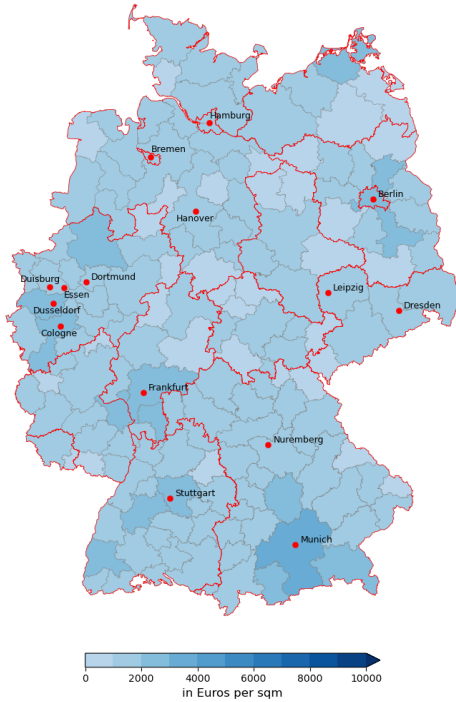 Hamburg
Bremen
Berlin
Hanover
Duisburg
Dortmund
Essen
Leipzig
Dusseldorf
Dresden
Cologne
Frankfurt
Nuremberg
Stuttgart
Munich
0 2000 4000 6000 8000 10000
in Euros per sqm